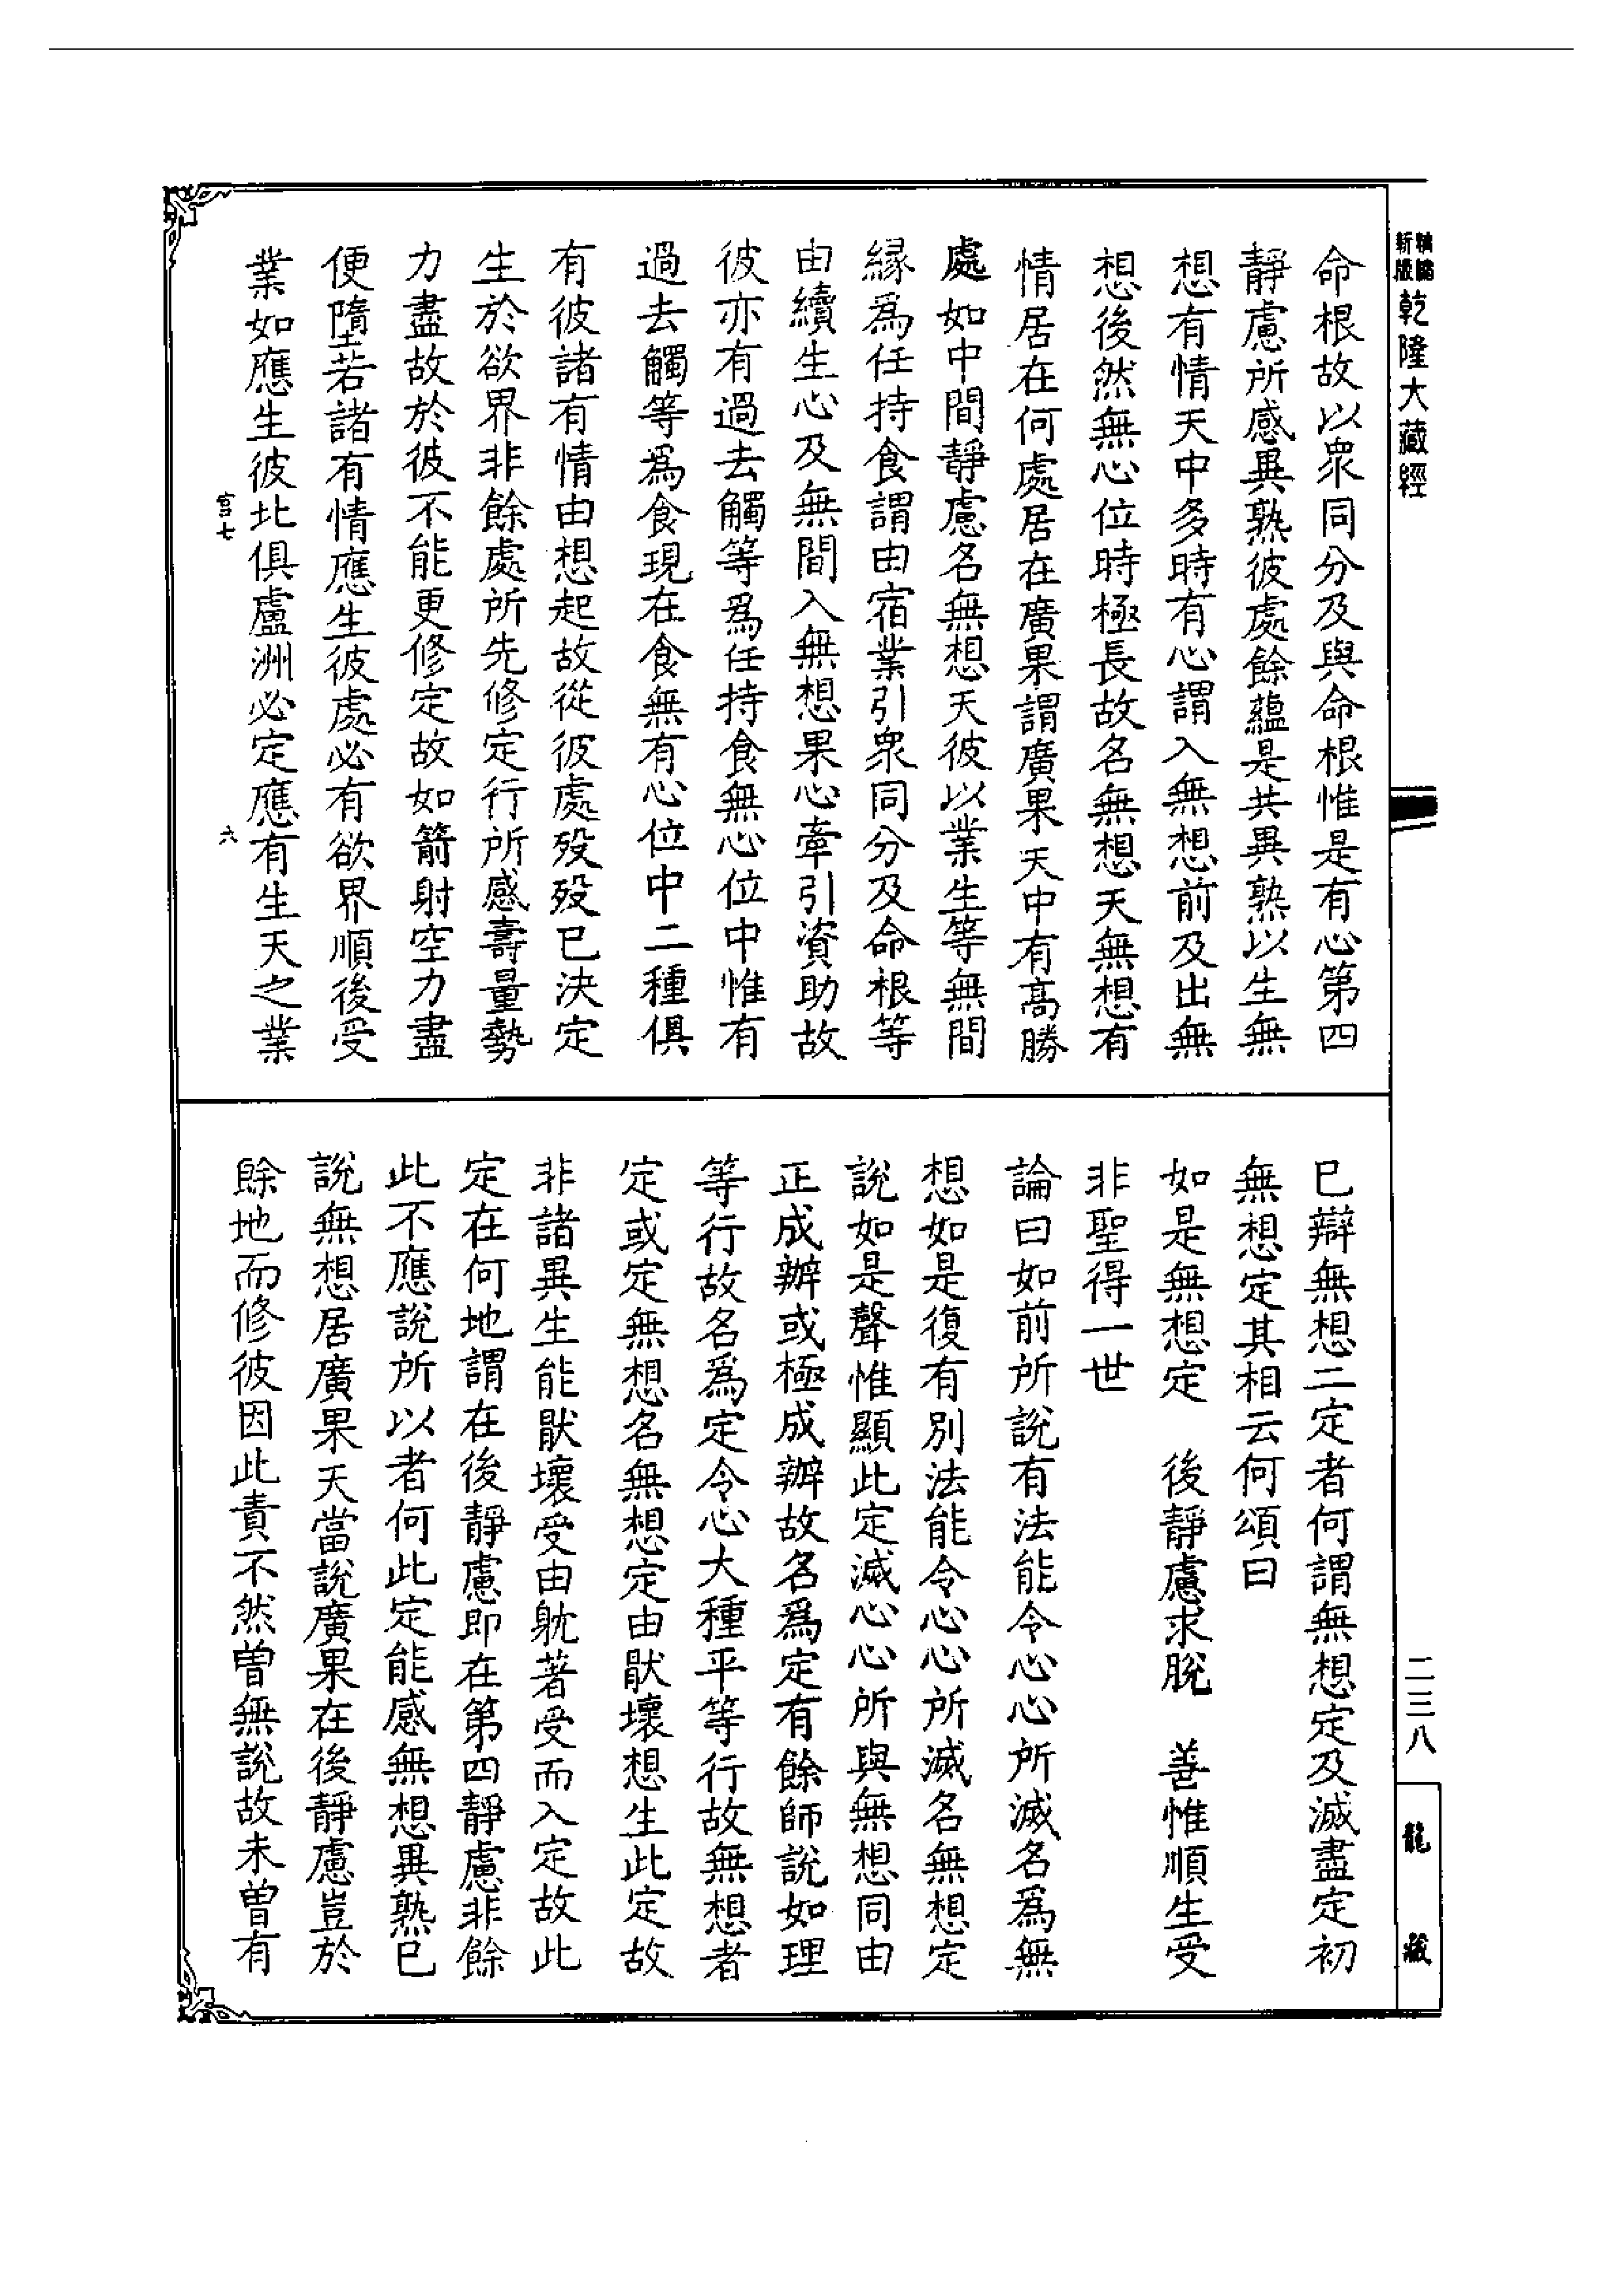 新版
乾隆大藏經
二三八
龍藏
命根故以衆同分及與命根惟是有心第四
靜慮所感異熟彼處餘蘊是共異熟以生無
想有情天中多時有心謂入無想前及出無
想後然無心位時極長故名無想天無想有
情居在何處居在廣果謂廣果天中有高勝
處如中間靜慮名無想天彼以業生等無間
緣爲任持食謂由宿業引衆同分及命根等
由續生心及無間入無想果心牽引資助故
彼亦有過去觸等爲任持食無心位中惟有
過去觸等爲食現在食無有心位中二種俱
有彼諸有情由想起故從彼處歿歿已決定
生於欲界非餘處所先修定行所感壽量勢
力盡故於彼不能更修定故如箭射空力盡
便墮若諸有情應生彼處必有欲界順後受
業如應生彼北俱盧洲必定應有生天之業
宮七
六
已辯無想二定者何謂無想定及滅盡定初
無想定其相云何頌曰
如是無想定　後靜慮求脫　善惟順生受
非聖得一世
論曰如前所說有法能令心心所滅名爲無
想如是復有別法能令心心所滅名無想定
說如是聲惟顯此定滅心心所與無想同由
正成辦或極成辦故名爲定有餘師說如理
等行故名爲定令心大種平等行故無想者
定或定無想名無想定由猒壞想生此定故
非諸異生能猒壞受由躭著受而入定故此
定在何地謂在後靜慮即在第四靜慮非餘
此不應說所以者何此定能感無想異熟已
說無想居廣果天當說廣果在後靜慮豈於
餘地而修彼因此責不然曾無說故未曾有